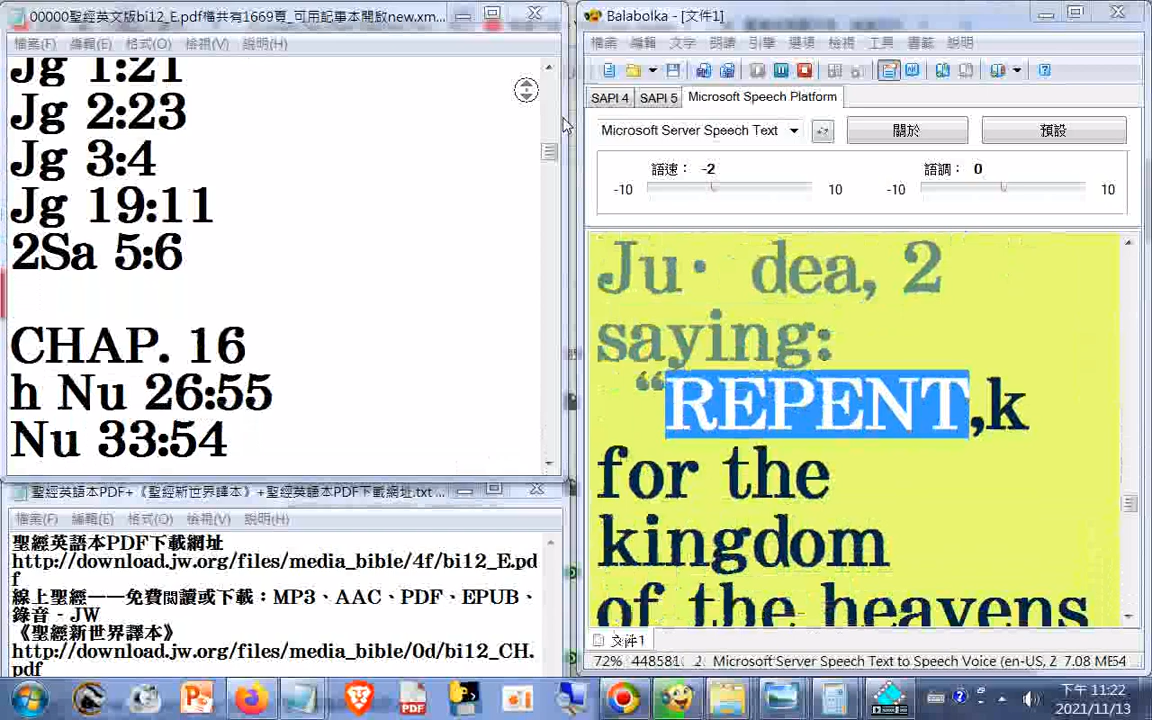 00000聖經英文版bi12_E.pdf檔共有1669頁_可用記事本開啟new.xm...
檔案(F) 編輯(E) 格式(O) 檢視(V) 說明(H)
Jg 1:21
Jg 2:23
Jg 3:4
Jg 19:11
2Sa 5:6
CHAP. 16
h Nu 26:55
Nu 33:54
聖經英語本PDF+《聖經新世界譯本》+聖經英語本PDF下載網址.txt ...
檔案(F) 編輯(E) 格式(O) 檢視(V) 說明(H)
聖經英語本PDF下載網址
http://download.jw.org/files/media_bible/4f/bi12_E.pd
f
線上聖經——免費閱讀或下載：MP3、AAC、PDF、EPUB、
錄音 - JW
《聖經新世界譯本》
http://download.jw.org/files/media_bible/0d/bi12_CH.
pdf
Balabolka - [文件1]
檔案 編輯 文字 朗讀 引擎 選項 檢視 工具 書籤 說明
SAPI 4 SAPI 5 Microsoft Speech Platform
Microsoft Server Speech Text 關於 預設
語速： -2 語調： 0
-10 10 -10 10
Ju· dea, 2
saying:
“REPENT,k
for the
kingdom
of the heavens
文件1
72% 448581. 2. Microsoft Server Speech Text to Speech Voice (en-US, Z 7.08 ME54
下午 11:22
2021/11/13